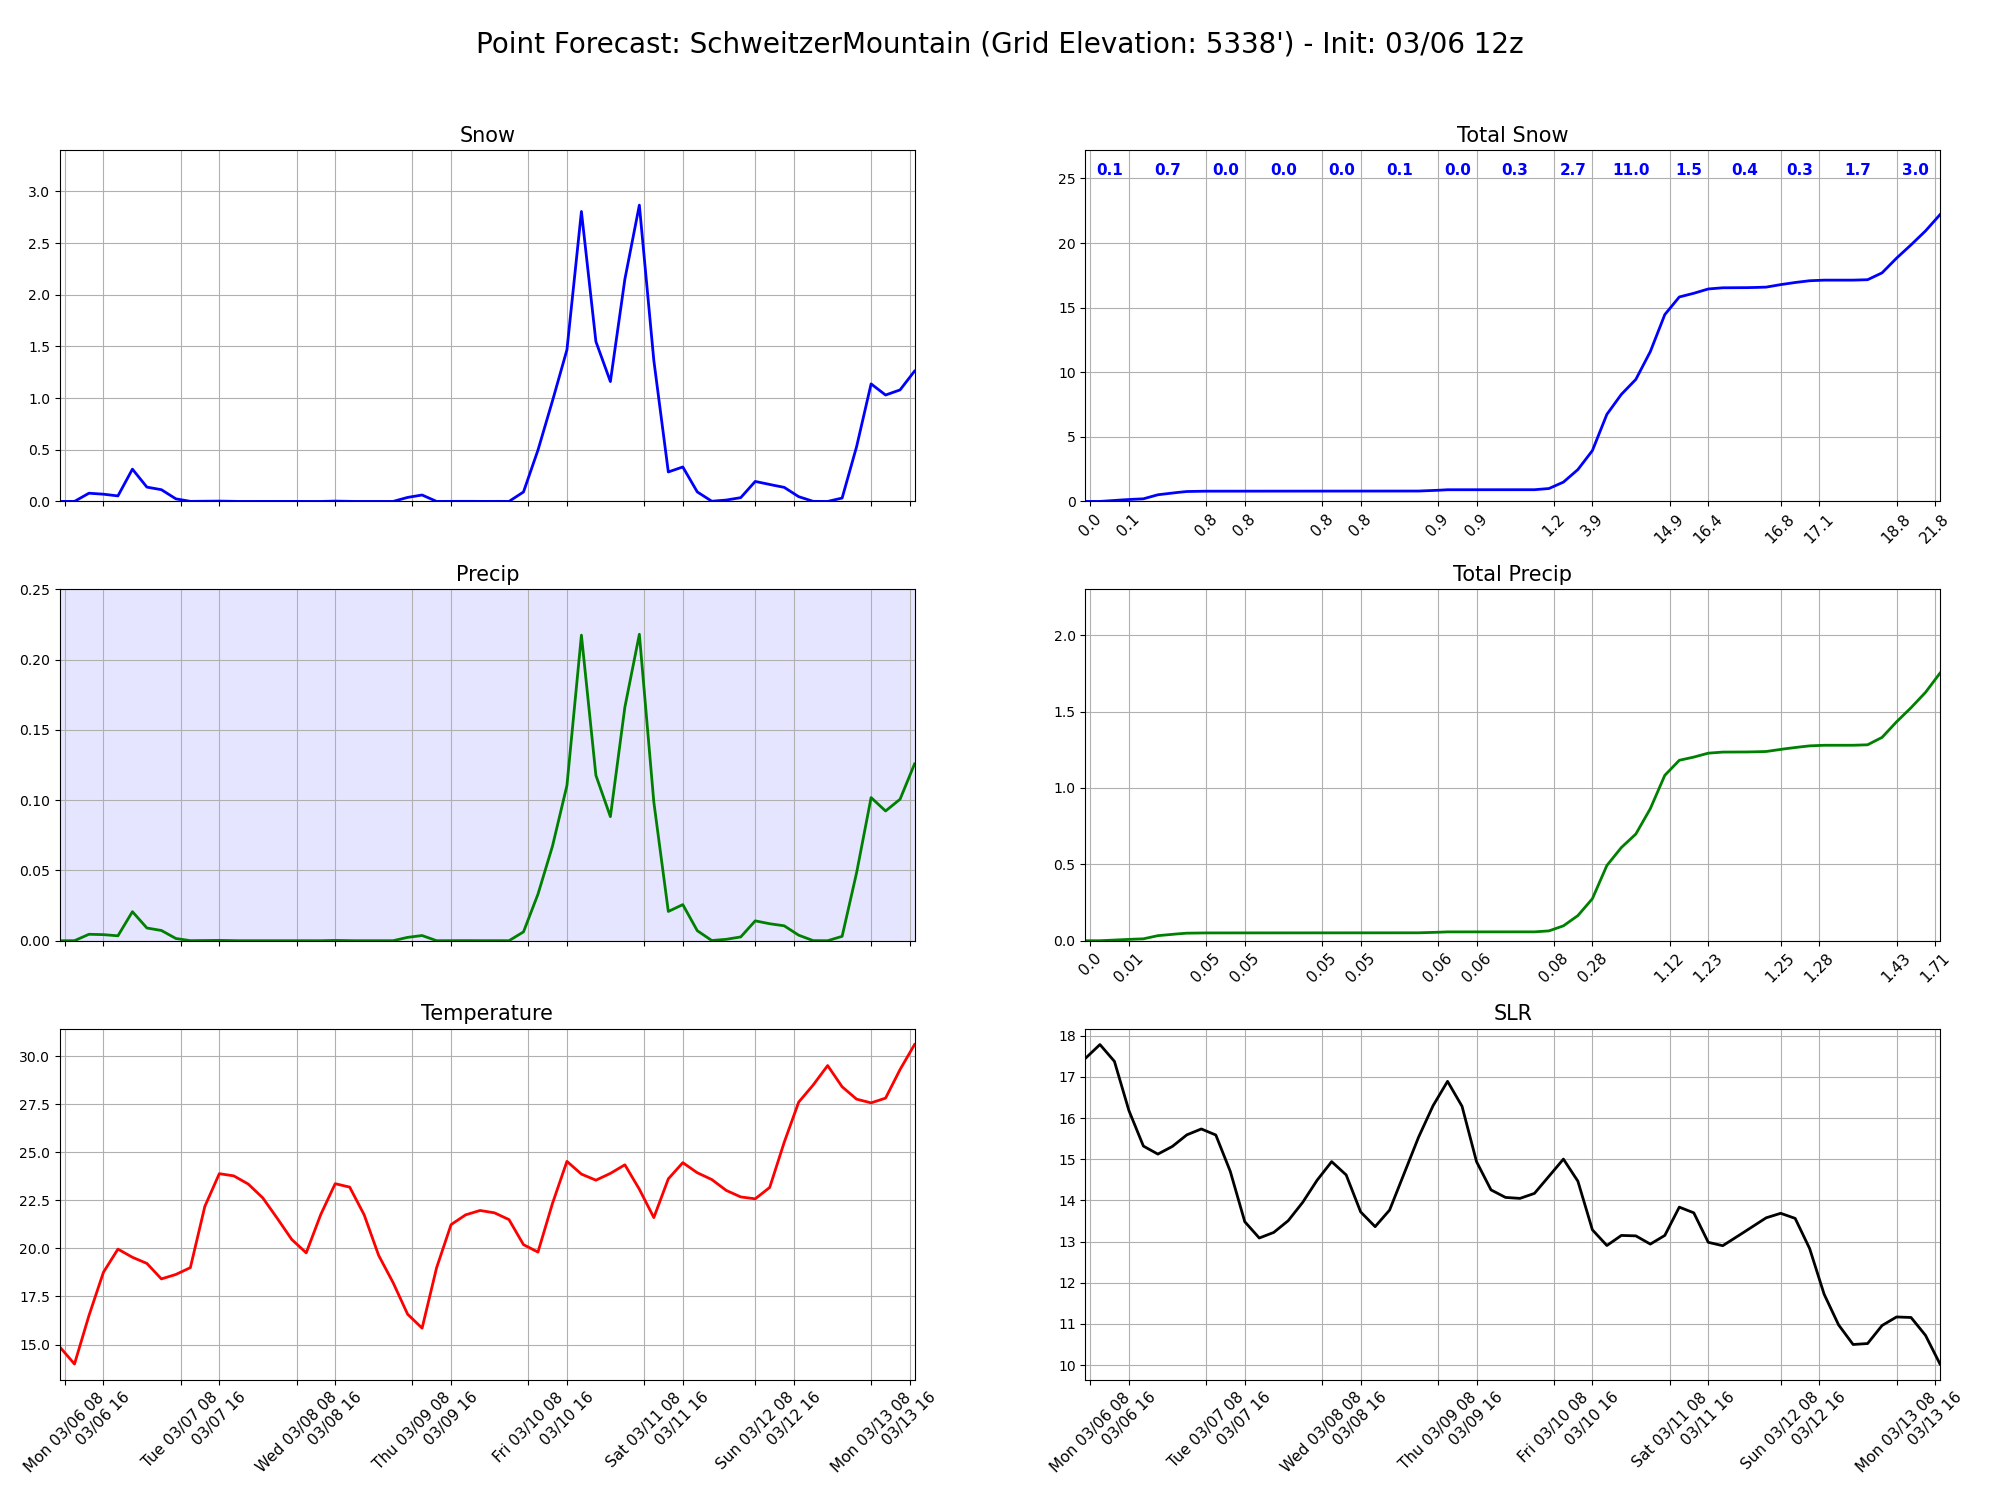 Point Forecast: SchweitzerMountain (Grid Elevation: 5338') - Init: 03/06 12z
Snow
3.0
2.5
2.0
1.5
1.0
0.5
0.0
Total Snow
0.1 0.7 0.0 0.0 0.0 0.1 0.0 0.3 2.7 11.0 1.5 0.4 0.3 1.7 3.0
25
20
15
10
5
0
0.0 0.1 0.8 0.8 0.8 0.8 0.9 0.9 1.2 3.9 14.9 16.4 16.8 17.1 18.8 21.8
Precip
0.25
0.20
0.15
0.10
0.05
0.00
Total Precip
2.0
1.5
1.0
0.5
0.0
0.0 0.01 0.05 0.05 0.05 0.05 0.06 0.06 0.08 0.28 1.12 1.23 1.25 1.28 1.43 1.71
Temperature
30.0
27.5
25.0
22.5
20.0
17.5
15.0
Mon 03/06 08
03/06 16
Tue 03/07 08
03/07 16
Wed 03/08 08
03/08 16
Thu 03/09 08
03/09 16
Fri 03/10 08
03/10 16
Sat 03/11 08
03/11 16
Sun 03/12 08
03/12 16
Mon 03/13 08
03/13 16
SLR
18
17
16
15
14
13
12
11
10
Mon 03/06 08
03/06 16
Tue 03/07 08
03/07 16
Wed 03/08 08
03/08 16
Thu 03/09 08
03/09 16
Fri 03/10 08
03/10 16
Sat 03/11 08
03/11 16
Sun 03/12 08
03/12 16
Mon 03/13 08
03/13 16